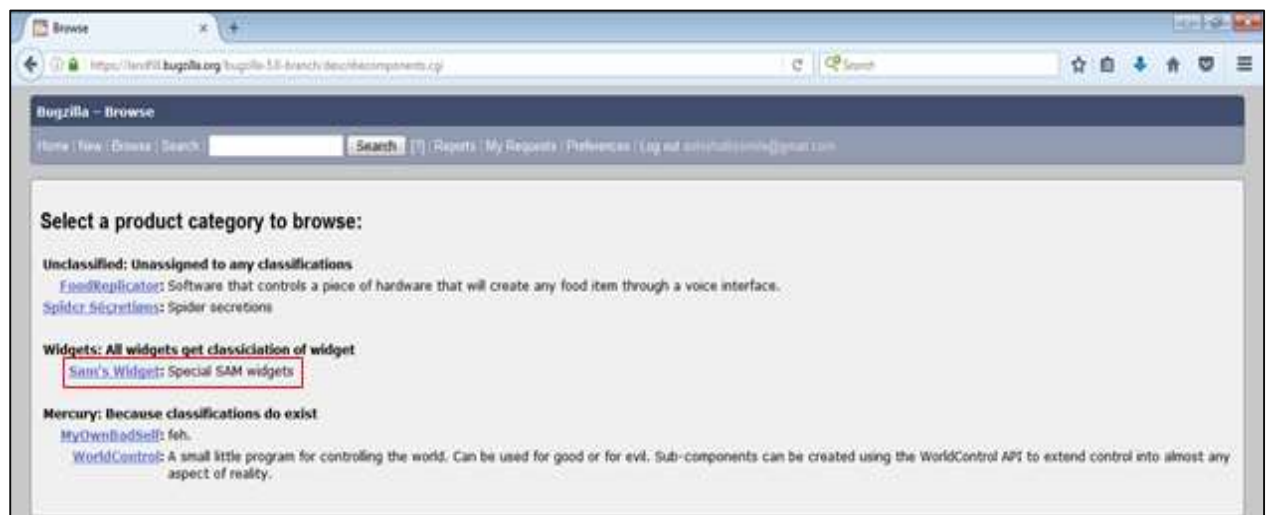 Browse
https://landfill.bugzilla.org/bugzilla-5.0-branch/describecomponents.cgi
Search
Bugzilla – Browse
Home | New | Browse | Search | Search [?] | Reports | My Requests | Preferences | Log out
Select a product category to browse:
Unclassified: Unassigned to any classifications
FoodReplicator: Software that controls a piece of hardware that will create any food item through a voice interface.
Spider Secretions: Spider secretions
Widgets: All widgets get classiciation of widget
Sam's Widget: Special SAM widgets
Mercury: Because classifications do exist
MyOwnBadSelf: feh.
WorldControl: A small little program for controlling the world. Can be used for good or for evil. Sub-components can be created using the WorldControl API to extend control into almost any
aspect of reality.